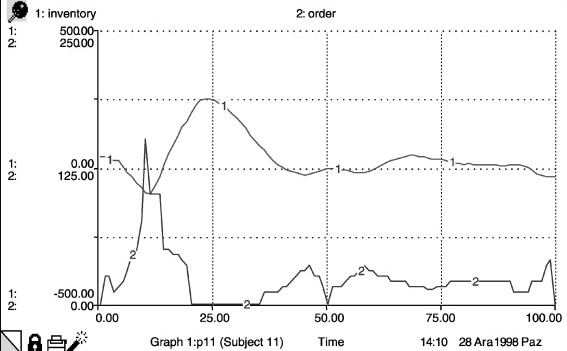 1: inventory 2: order
1: 500.00
2: 250.00
1: 0.00
2: 125.00
1: -500.00
2: 0.00
1 1 1 1
2 2 2 2
0.00 25.00 50.00 75.00 100.00
Graph 1:p11 (Subject 11) Time 14:10 28 Ara1998 Paz